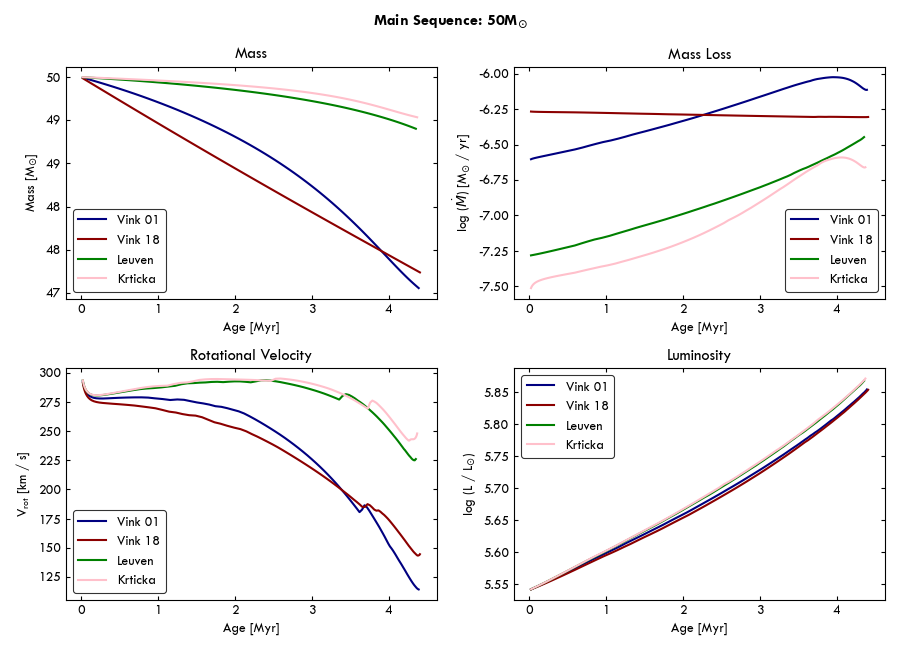 Main Sequence: 50M☉
Mass
50
49
49
48
48
47
Mass [M☉]
0 1 2 3 4
Age [Myr]
Vink 01
Vink 18
Leuven
Krticka
Mass Loss
-6.00
-6.25
-6.50
-6.75
-7.00
-7.25
-7.50
log (Ṁ) [M☉ / yr]
0 1 2 3 4
Age [Myr]
Vink 01
Vink 18
Leuven
Krticka
Rotational Velocity
300
275
250
225
200
175
150
125
Vrot [km / s]
0 1 2 3 4
Age [Myr]
Vink 01
Vink 18
Leuven
Krticka
Luminosity
5.85
5.80
5.75
5.70
5.65
5.60
5.55
log (L / L☉)
0 1 2 3 4
Age [Myr]
Vink 01
Vink 18
Leuven
Krticka